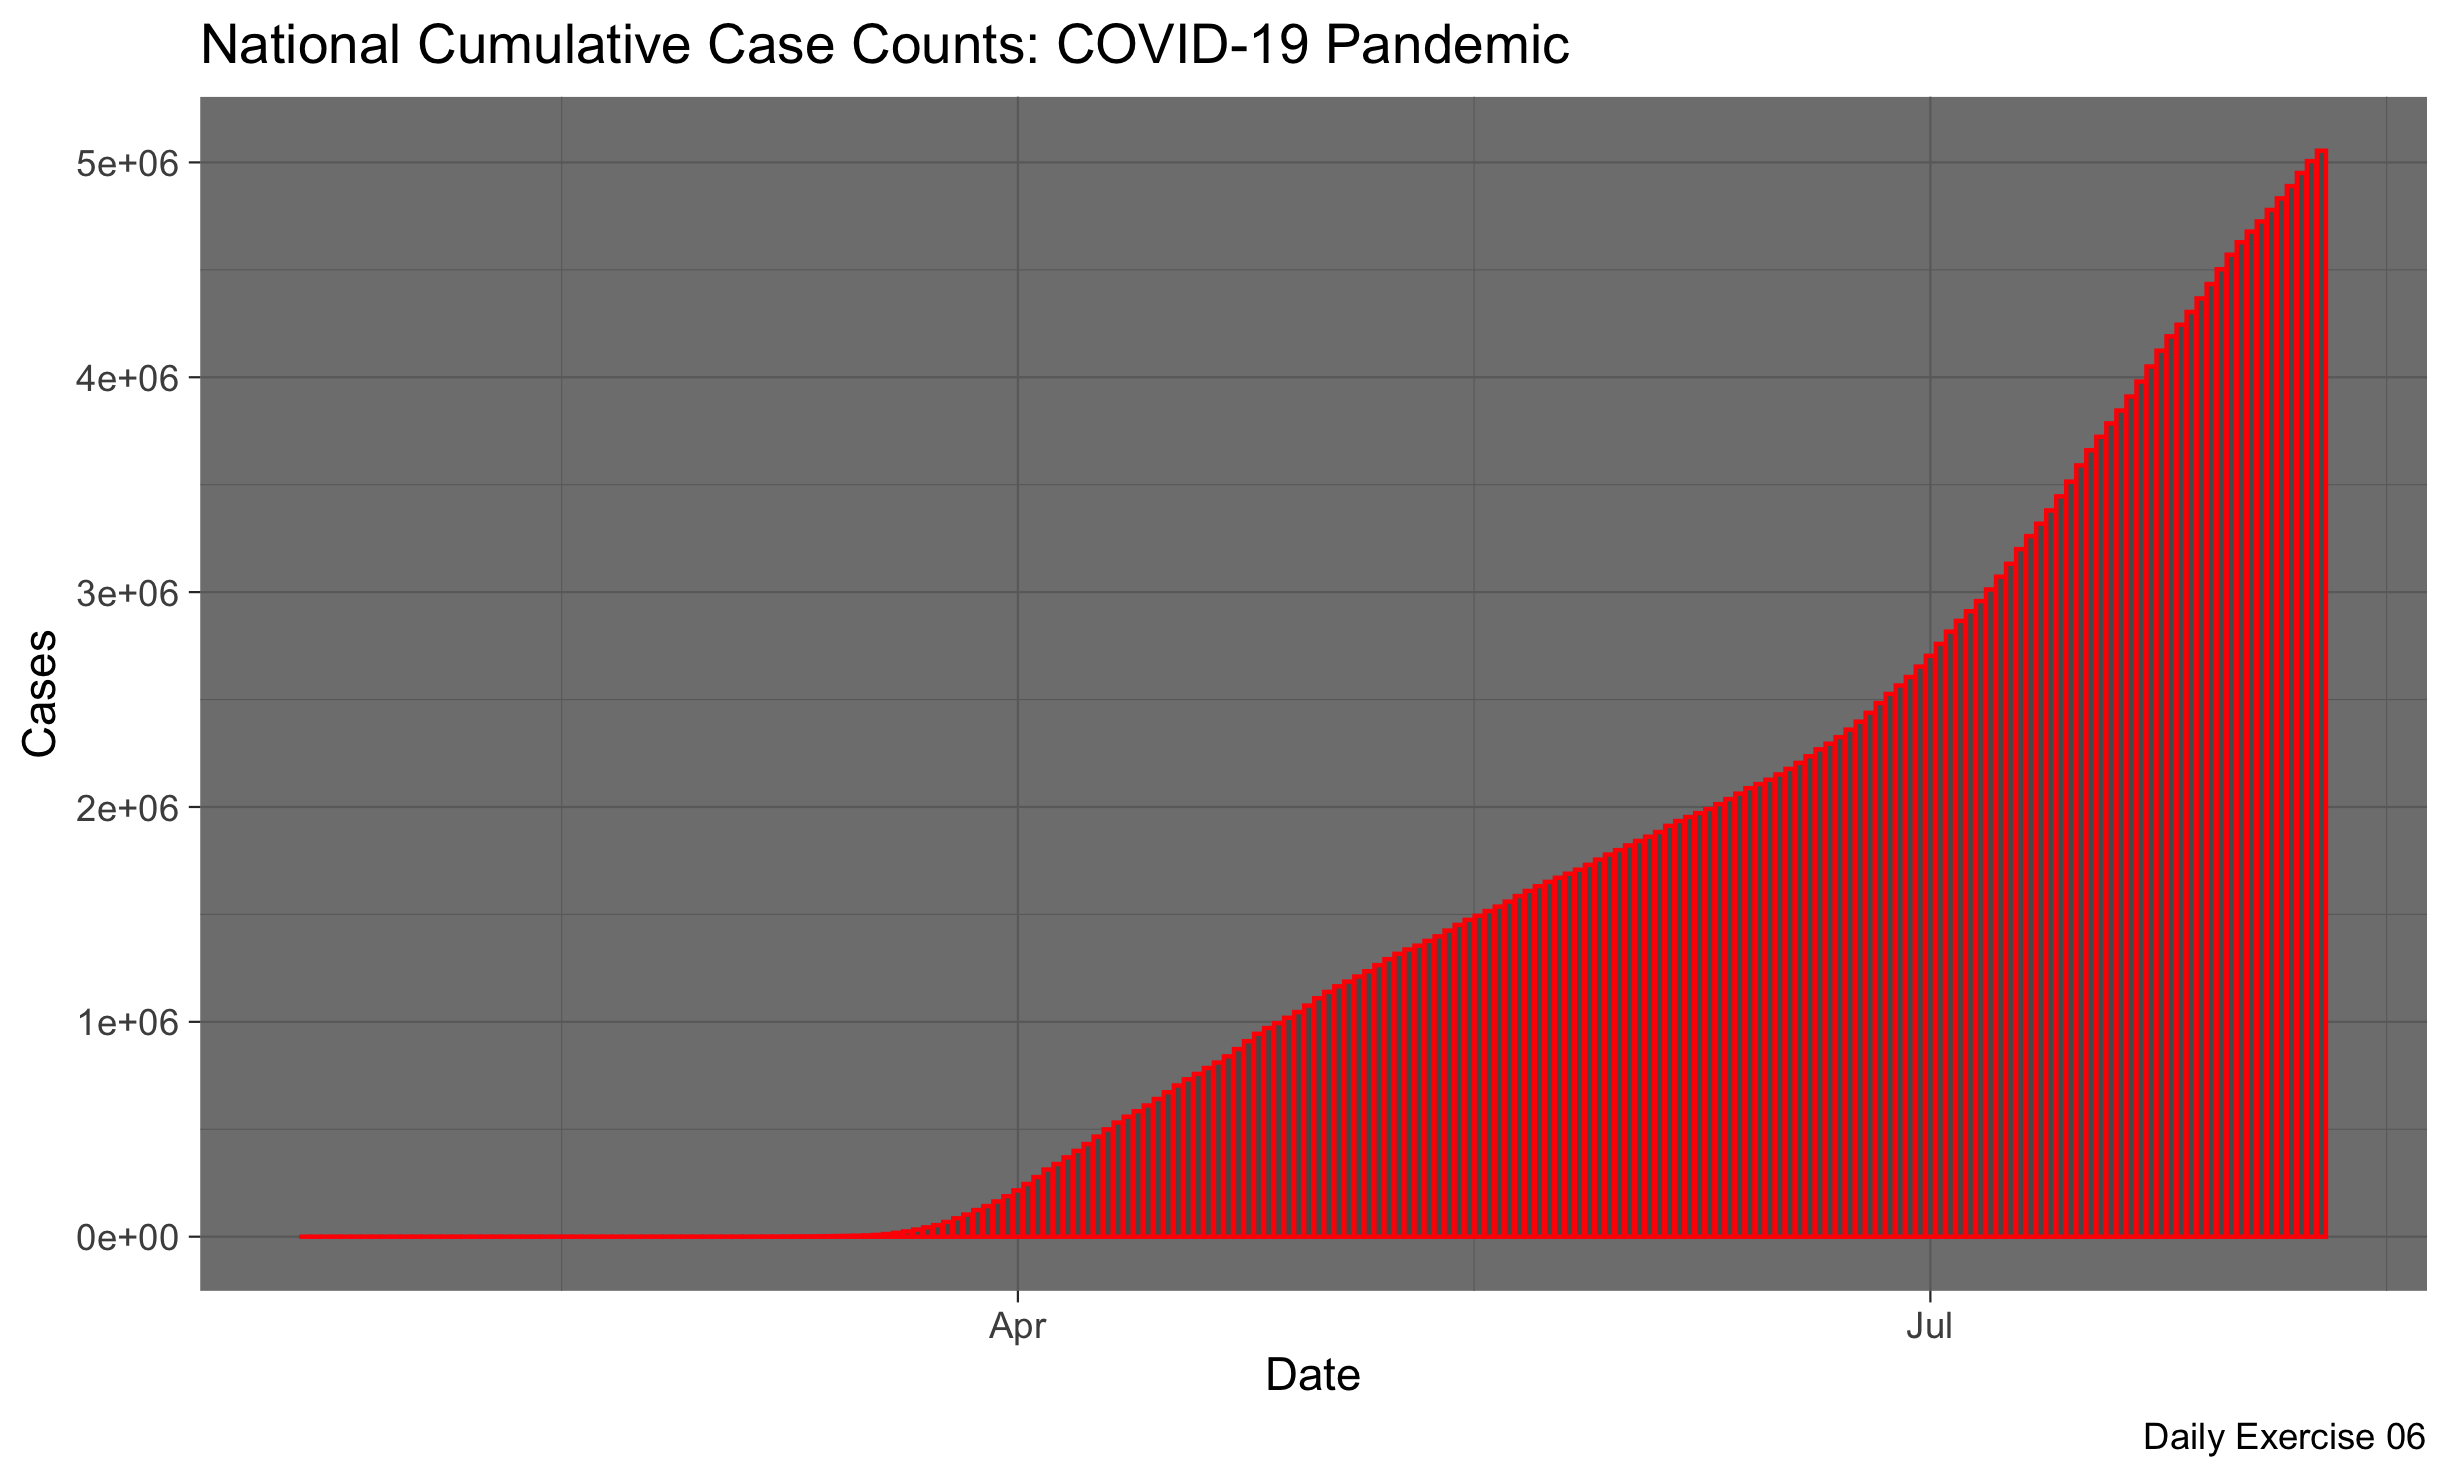 National Cumulative Case Counts: COVID-19 Pandemic
5e+06
4e+06
3e+06
2e+06
1e+06
0e+00
Cases
Apr
Jul
Date
Daily Exercise 06